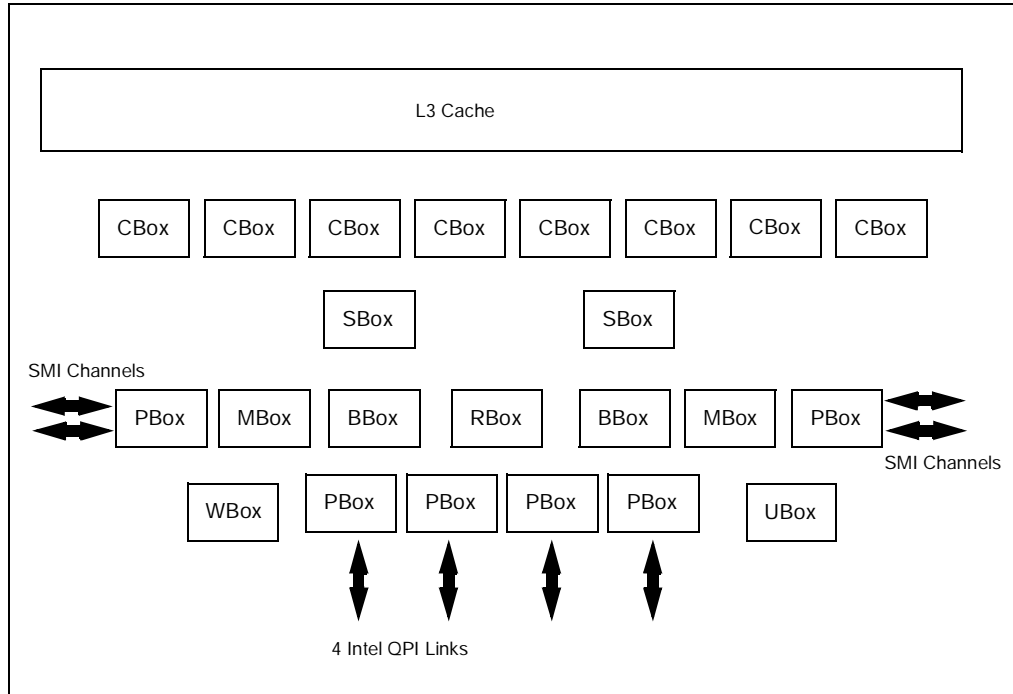 L3 Cache
CBox CBox CBox CBox CBox CBox CBox CBox
SBox SBox
SMI Channels
PBox MBox BBox RBox BBox MBox PBox
SMI Channels
WBox PBox PBox PBox PBox UBox
4 Intel QPI Links